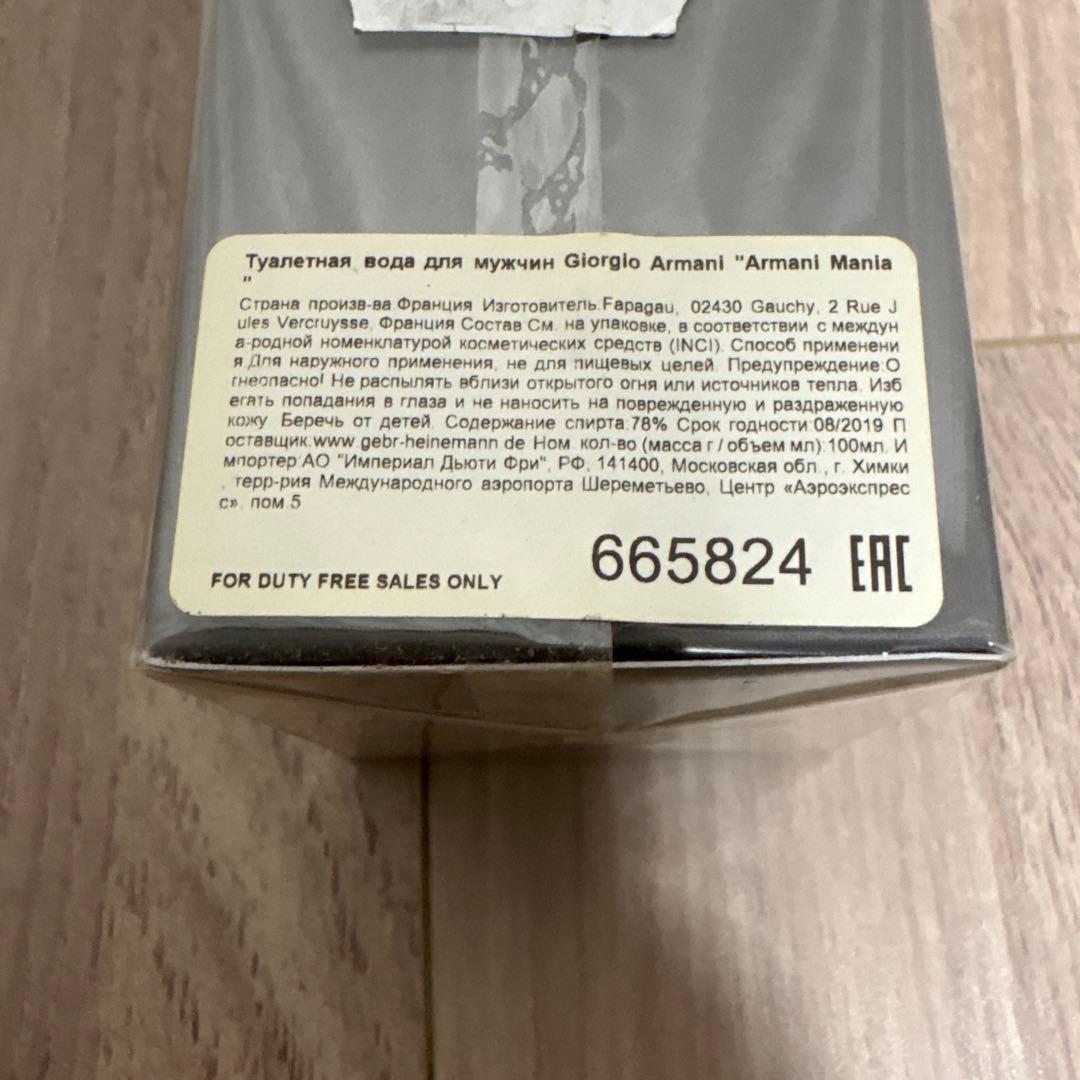 Туалетная вода для мужчин Giorgio Armani "Armani Mania
"
Страна произв-ва Франция Изготовитель:Fapagau, 02430 Gauchy, 2 Rue J
ules Vercruysse, Франция Состав См. на упаковке, в соответствии с междун
а-родной номенклатурой косметических средств (INCI). Способ применени
я:Для наружного применения, не для пищевых целей. Предупреждение:О
гнеопасно! Не распылять вблизи открытого огня или источников тепла. Изб
егать попадания в глаза и не наносить на поврежденную и раздраженную
кожу. Беречь от детей. Содержание спирта:78% Срок годности:08/2019 П
оставщик:www.gebr-heinemann.de Ном. кол-во (масса г / объем мл):100мл. И
мпортер:АО "Империал Дьюти Фри", РФ, 141400, Московская обл., г. Химки
, терр-рия Международного аэропорта Шереметьево, Центр «Аэроэкспрес
с», пом.5
FOR DUTY FREE SALES ONLY 665824 EAC